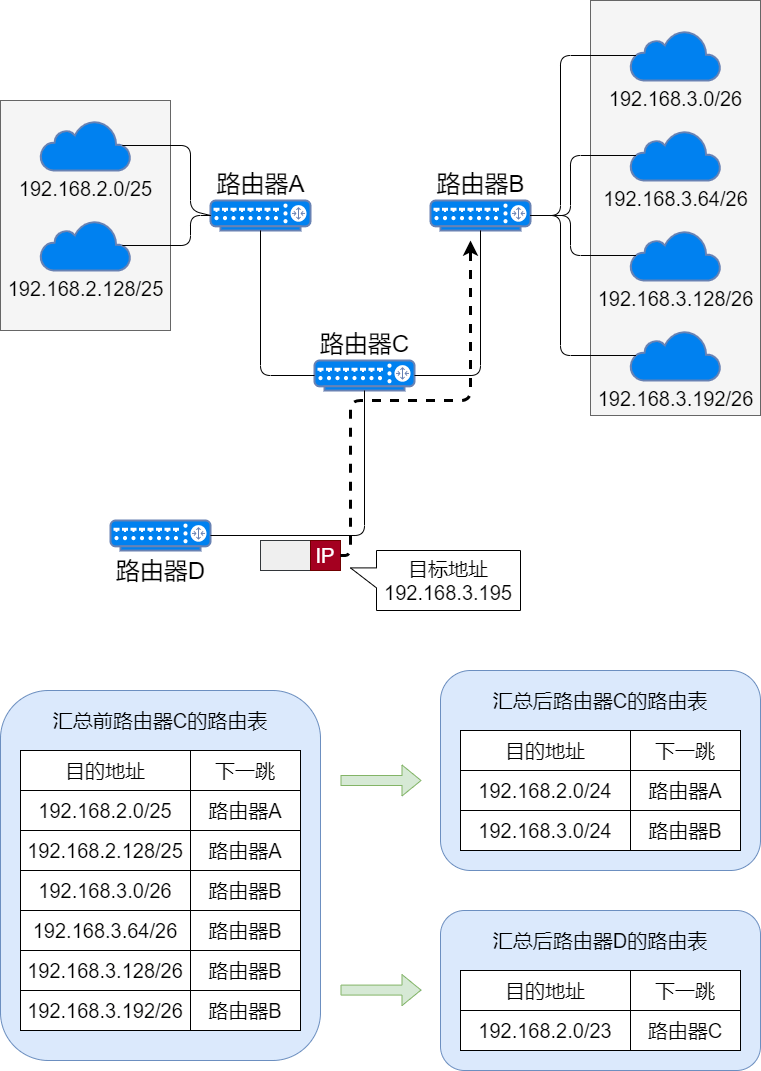 192.168.3.0/26
192.168.2.0/25
路由器A
路由器B
192.168.3.64/26
192.168.2.128/25
192.168.3.128/26
路由器C
192.168.3.192/26
路由器D
IP
目标地址
192.168.3.195
汇总前路由器C的路由表
目的地址 下一跳
192.168.2.0/25 路由器A
192.168.2.128/25 路由器A
192.168.3.0/26 路由器B
192.168.3.64/26 路由器B
192.168.3.128/26 路由器B
192.168.3.192/26 路由器B
汇总后路由器C的路由表
目的地址 下一跳
192.168.2.0/24 路由器A
192.168.3.0/24 路由器B
汇总后路由器D的路由表
目的地址 下一跳
192.168.2.0/23 路由器C